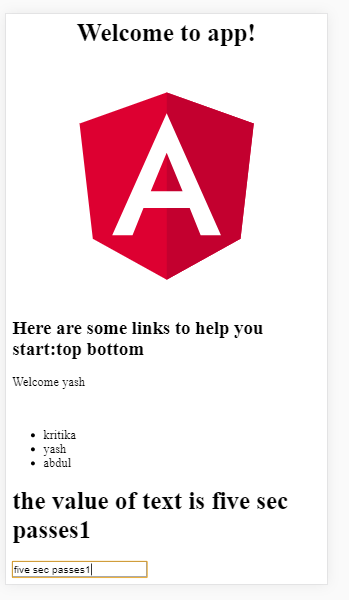 Welcome to app!
A
Here are some links to help you
start:top bottom
Welcome yash
kritika
yash
abdul
the value of text is five sec
passes1
five sec passes1